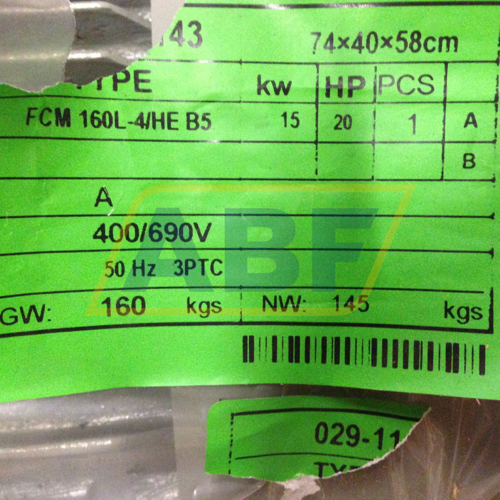 143 74×40×58cm
TYPE kw HP PCS
FCM 160L-4/HE B5 15 20 1 A
B
A
400/690V
50 Hz 3PTC
GW: 160 kgs NW: 145 kgs
ABF
029-11